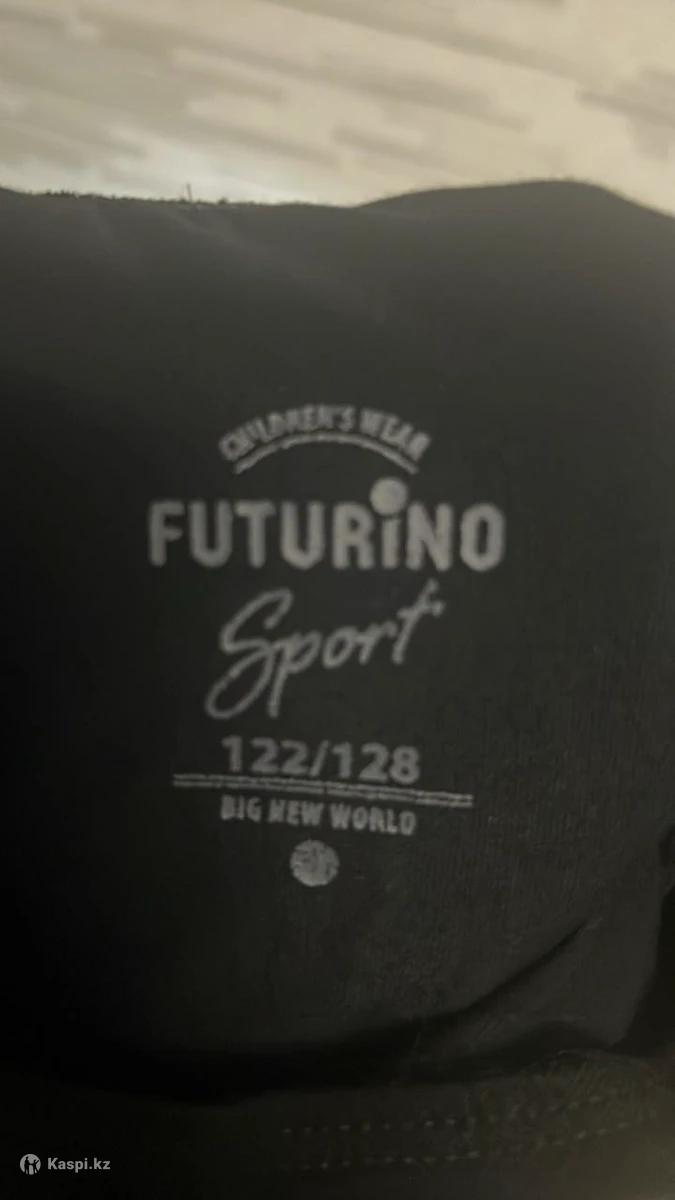 CHILDREN'S WEAR
FUTURiNO
Sport
122/128
BIG NEW WORLD
Kaspi.kz